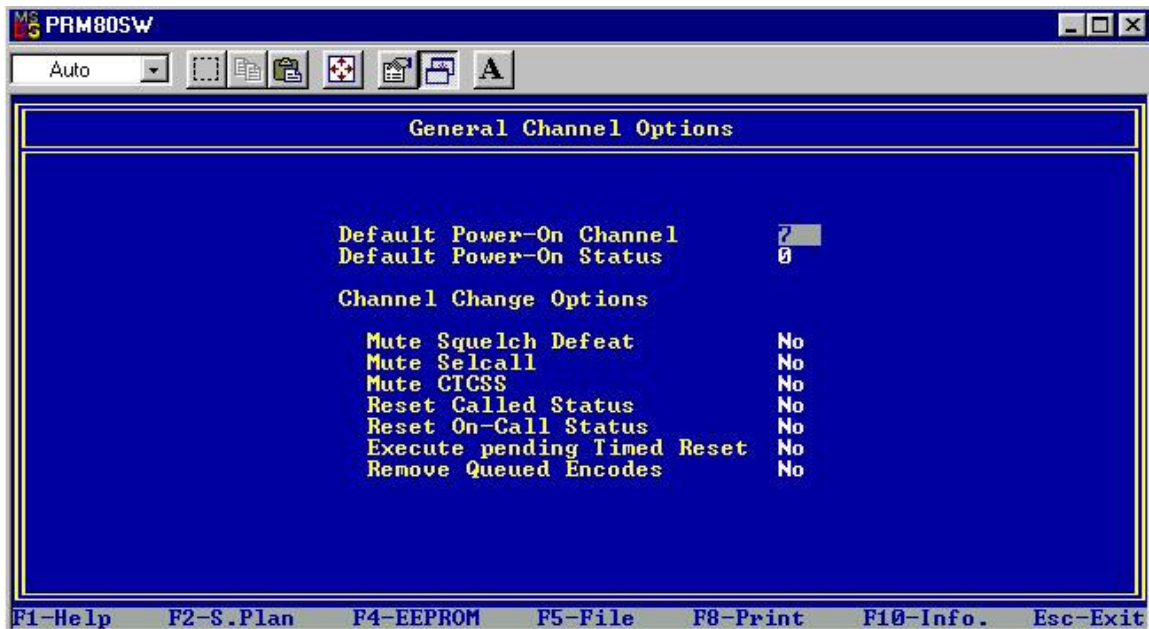 PRM80SW
Auto A
General Channel Options
Default Power-On Channel 7
Default Power-On Status 0
Channel Change Options
Mute Squelch Defeat No
Mute Selcall No
Mute CTCSS No
Reset Called Status No
Reset On-Call Status No
Execute pending Timed Reset No
Remove Queued Encodes No
F1-Help F2-S.Plan F4-EEPROM F5-File F8-Print F10-Info. Esc-Exit